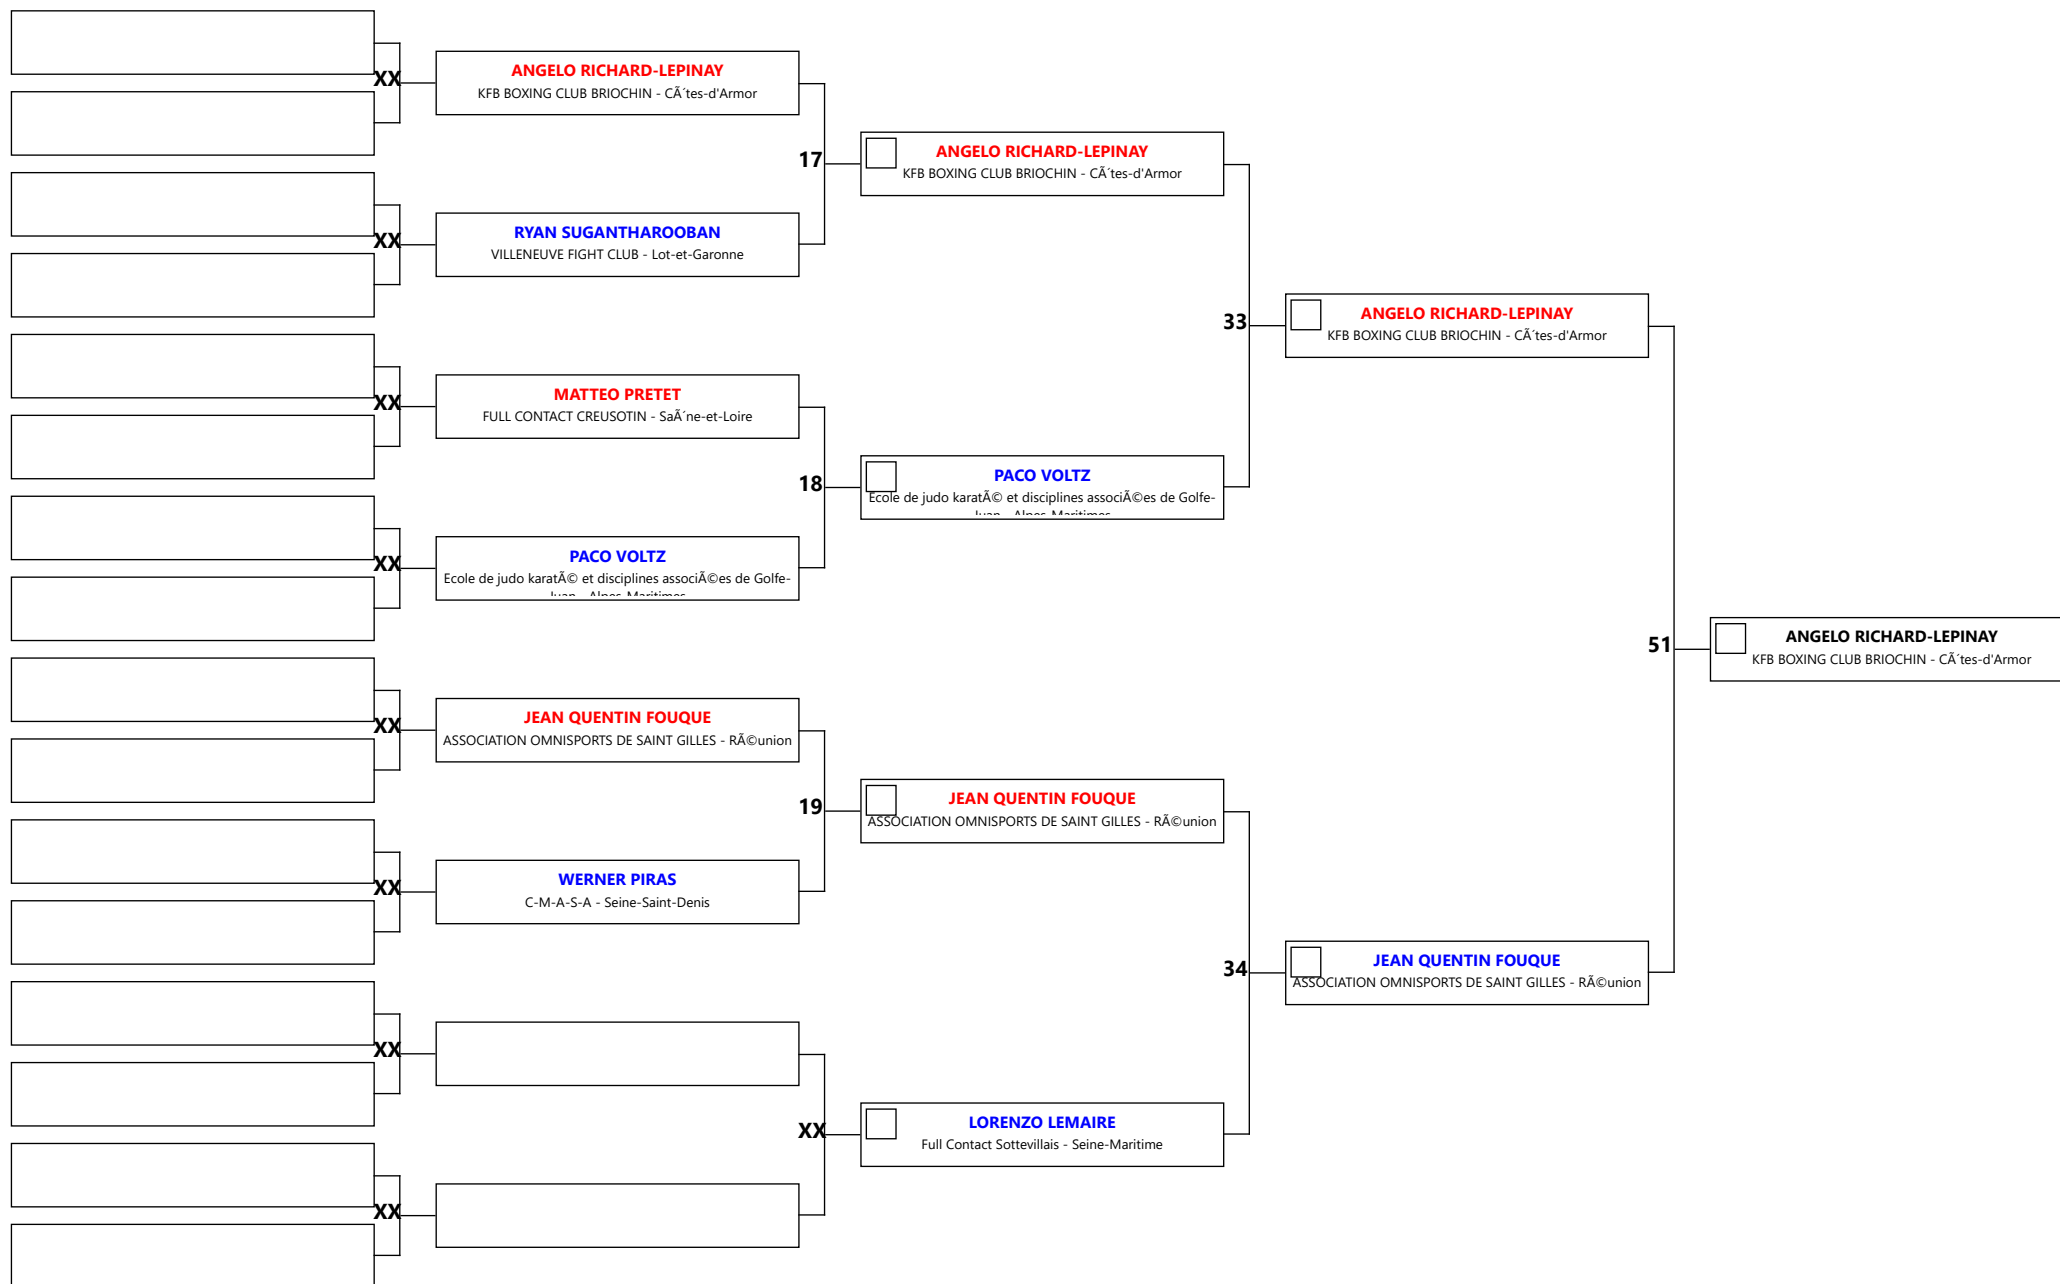 XX
ANGELO RICHARD-LEPINAY
KFB BOXING CLUB BRIOCHIN - CÃ´tes-d'Armor
17
XX
RYAN SUGANTHAROOBAN
VILLENEUVE FIGHT CLUB - Lot-et-Garonne
ANGELO RICHARD-LEPINAY
KFB BOXING CLUB BRIOCHIN - CÃ´tes-d'Armor
33
XX
MATTEO PRETET
FULL CONTACT CREUSOTIN - SaÃ´ne-et-Loire
18
XX
PACO VOLTZ
Ecole de judo karatÃ© et disciplines associÃ©es de Golfe-
Juan - Alpes-Maritimes
PACO VOLTZ
Ecole de judo karatÃ© et disciplines associÃ©es de Golfe-
Juan - Alpes-Maritimes
ANGELO RICHARD-LEPINAY
KFB BOXING CLUB BRIOCHIN - CÃ´tes-d'Armor
51
ANGELO RICHARD-LEPINAY
KFB BOXING CLUB BRIOCHIN - CÃ´tes-d'Armor
XX
JEAN QUENTIN FOUQUE
ASSOCIATION OMNISPORTS DE SAINT GILLES - RÃ©union
19
XX
WERNER PIRAS
C-M-A-S-A - Seine-Saint-Denis
JEAN QUENTIN FOUQUE
ASSOCIATION OMNISPORTS DE SAINT GILLES - RÃ©union
34
JEAN QUENTIN FOUQUE
ASSOCIATION OMNISPORTS DE SAINT GILLES - RÃ©union
XX
XX
LORENZO LEMAIRE
Full Contact Sottevillais - Seine-Maritime
XX